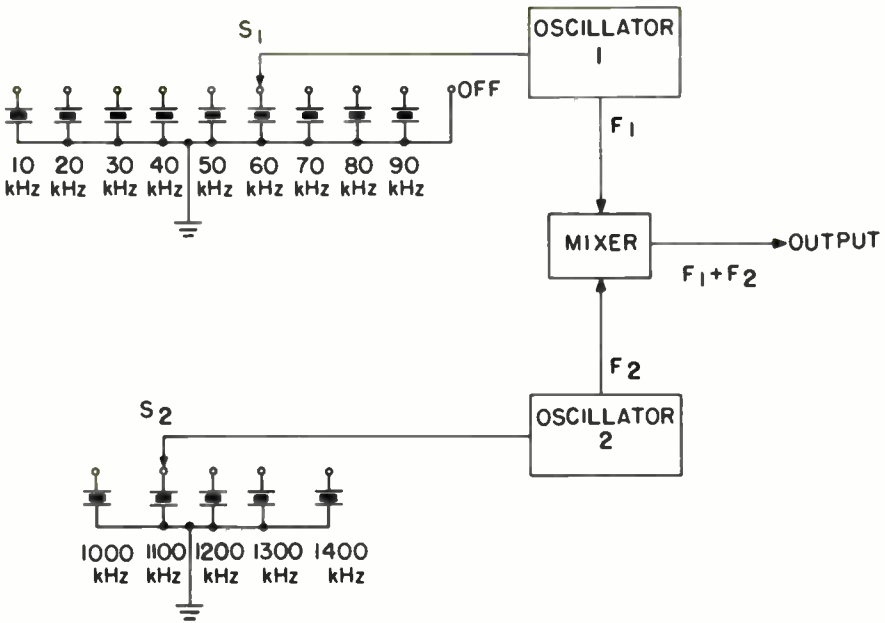 OSCILLATOR
1
S1
OFF
F1
10 20 30 40 50 60 70 80 90
kHz kHz kHz kHz kHz kHz kHz kHz kHz
MIXER
OUTPUT
F1+F2
F2
OSCILLATOR
2
S2
1000 1100 1200 1300 1400
kHz kHz kHz kHz kHz